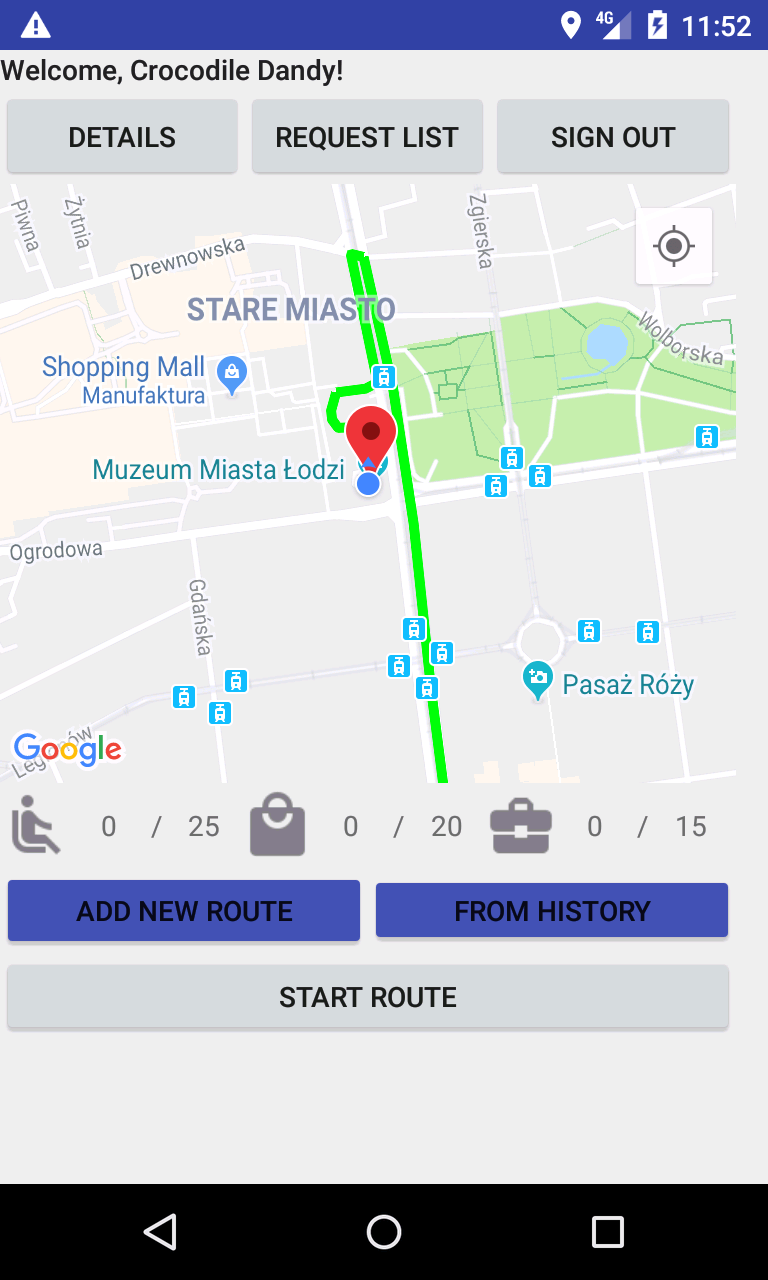 4G 11:52
Welcome, Crocodile Dandy!
DETAILS REQUEST LIST SIGN OUT
Piwna
Żytnia
Drewnowska
Zgierska
STARE MIASTO
Wolborska
Shopping Mall
Manufaktura
Muzeum Miasta Łodzi
Ogrodowa
Gdańska
Pasaż Róży
Google
0 / 25 0 / 20 0 / 15
ADD NEW ROUTE FROM HISTORY
START ROUTE